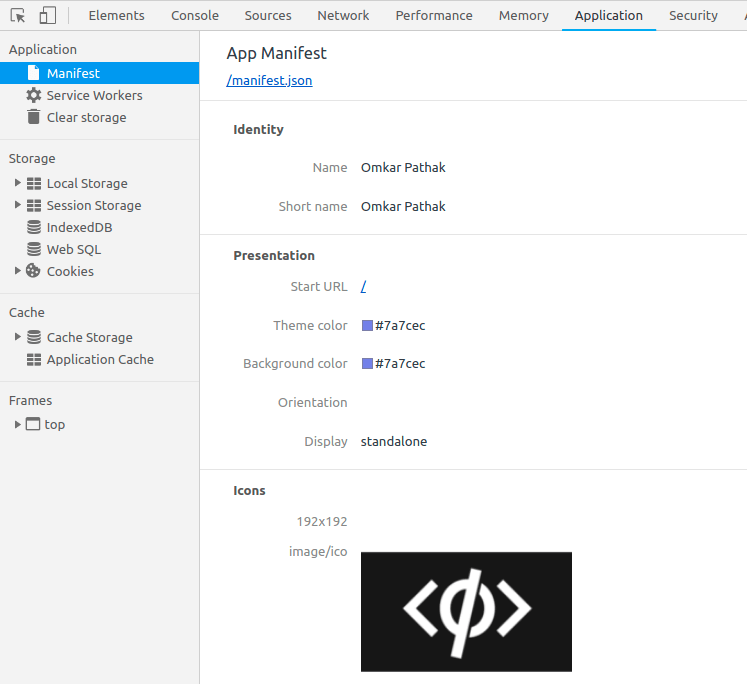 Elements Console Sources Network Performance Memory Application Security
Application
Manifest
Service Workers
Clear storage
Storage
Local Storage
Session Storage
IndexedDB
Web SQL
Cookies
Cache
Cache Storage
Application Cache
Frames
top
App Manifest
/manifest.json
Identity
Name Omkar Pathak
Short name Omkar Pathak
Presentation
Start URL /
Theme color #7a7cec
Background color #7a7cec
Orientation
Display standalone
Icons
192x192
image/ico